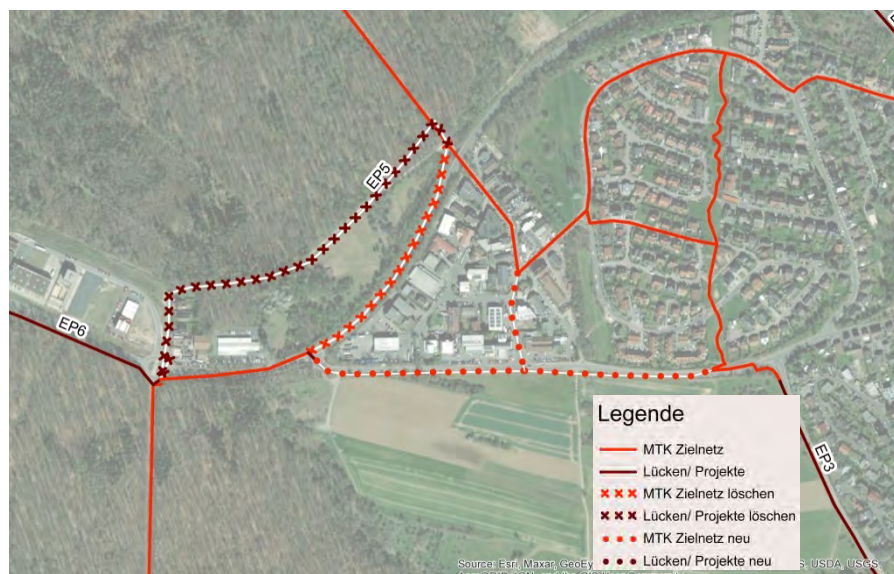 EP5
EP6
EP3
Legende
MTK Zielnetz
Lücken/ Projekte
MTK Zielnetz löschen
Lücken/ Projekte löschen
MTK Zielnetz neu
Lücken/ Projekte neu
Source: Esri, Maxar, GeoEy
S, USDA, USGS